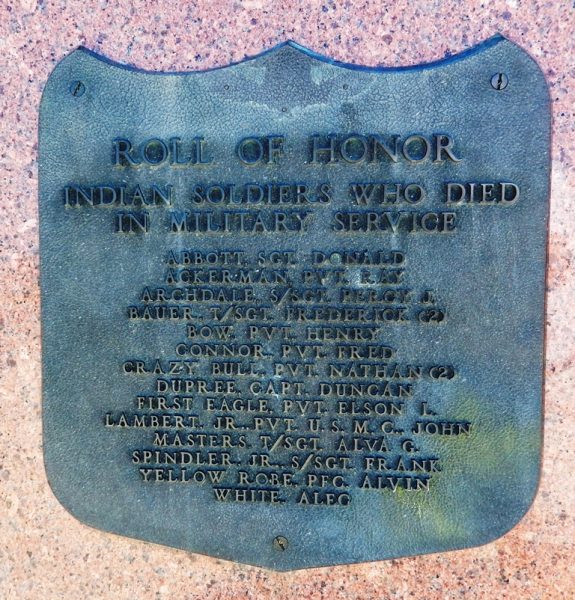 ROLL OF HONOR
INDIAN SOLDIERS WHO DIED
IN MILITARY SERVICE
ABBOTT, SGT. DONALD
ACKERMAN, PVT. RAY
ARCHDALE, S/SGT. PERCY J.
BAUER, T/SGT. FREDERICK (2)
BOW, PVT. HENRY
CONNOR, PVT. FRED
CRAZY BULL, PVT. NATHAN (2)
DUPREE, CAPT. DUNCAN
FIRST EAGLE, PVT. ELSON L.
LAMBERT, JR., PVT. U.S.M.C., JOHN
MASTERS, T/SGT. ALVA G.
SPINDLER, JR., S/SGT. FRANK
YELLOW ROBE, PFC. ALVIN
WHITE, ALEC